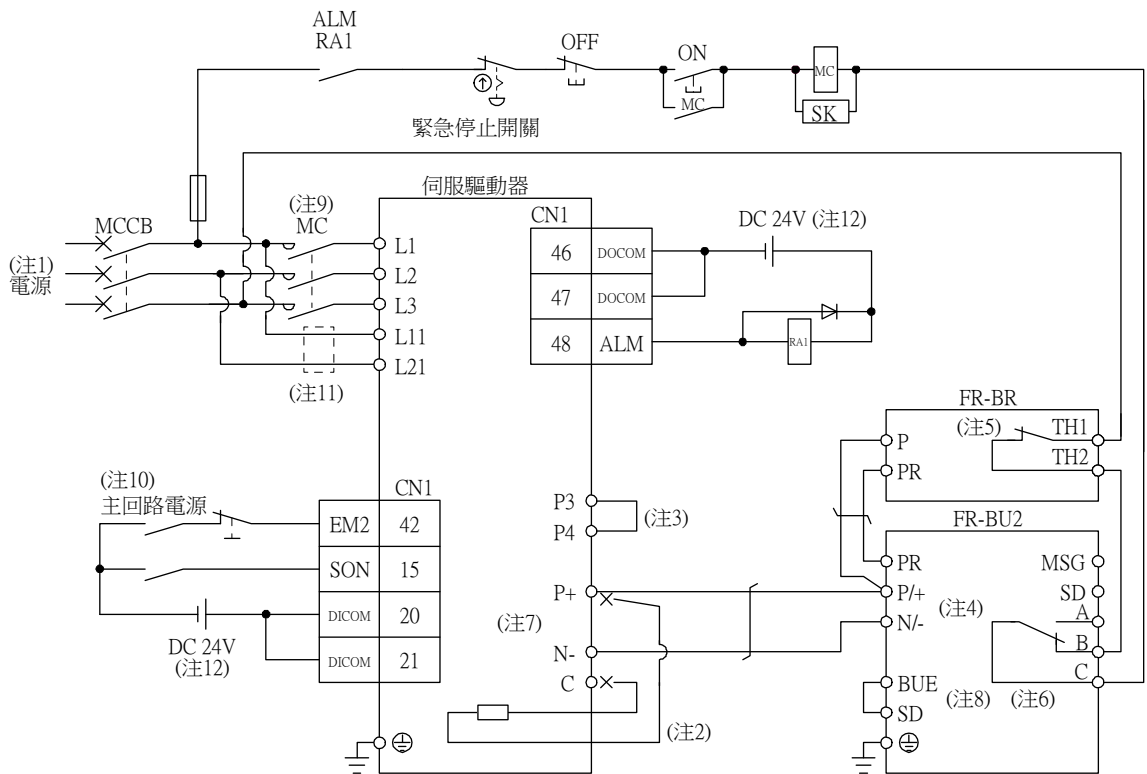 ALM
RA1
OFF
ON
MC
MC
SK
緊急停止開關
伺服驅動器
MCCB
(注9)
MC
(注1)
電源
L1
L2
L3
L11
L21
(注11)
CN1
46 DOCOM
47 DOCOM
48 ALM
DC 24V (注12)
RA1
FR-BR
(注5)
P
PR
TH1
TH2
(注10)
主回路電源
CN1
EM2 42
SON 15
DICOM 20
DICOM 21
DC 24V
(注12)
P3
P4
(注3)
P+
(注7)
N-
C
(注2)
FR-BU2
PR
P/+
N/-
(注4)
MSG
SD
A
B
C
BUE
SD
(注8)
(注6)